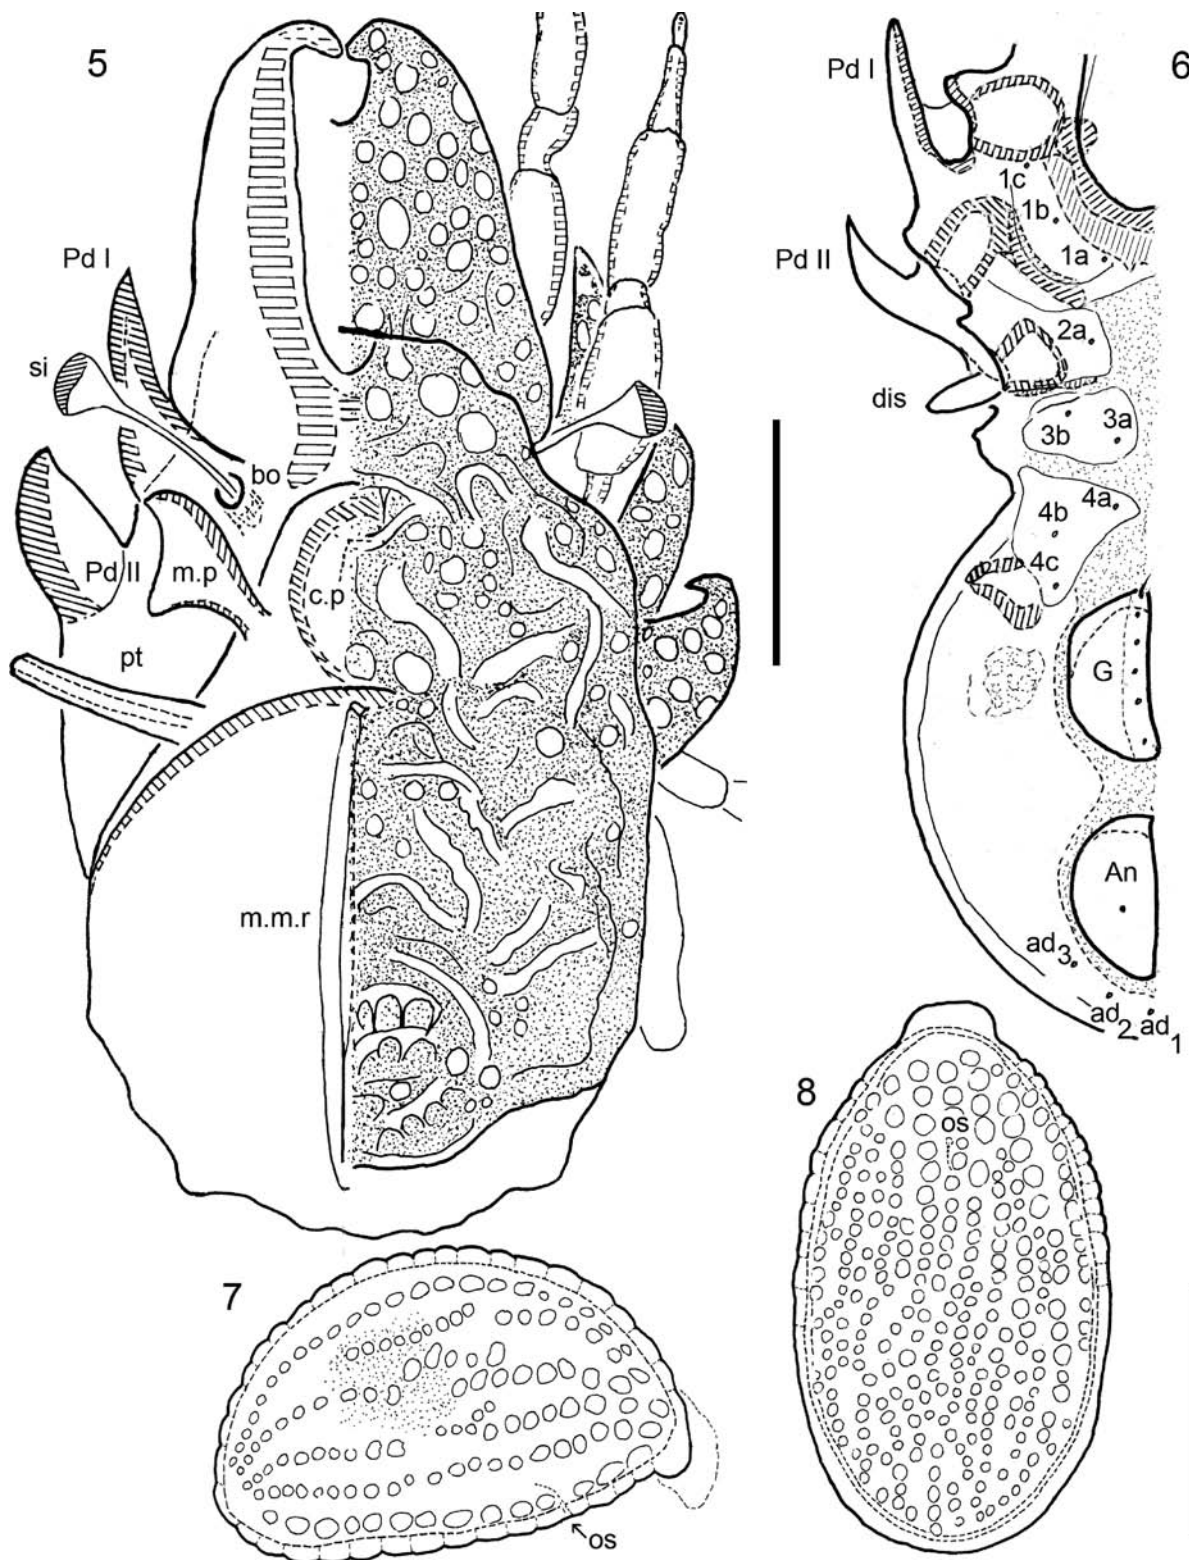 5
Pd I
si
bo
Pd II
m.p
c.p
pt
m.m.r
6
Pd I
1c
1b
1a
Pd II
2a
dis
3b
3a
4a
4b
4c
G
An
ad3
ad2
ad1
7
os
8
os